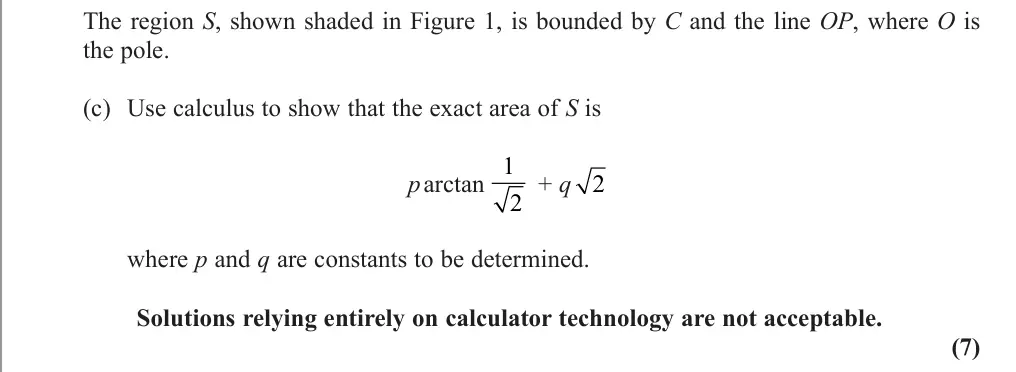 The region S, shown shaded in Figure 1, is bounded by C and the line OP, where O is
the pole.
(c) Use calculus to show that the exact area of S is
p arctan 1/√2 + q√2
where p and q are constants to be determined.
Solutions relying entirely on calculator technology are not acceptable.
(7)